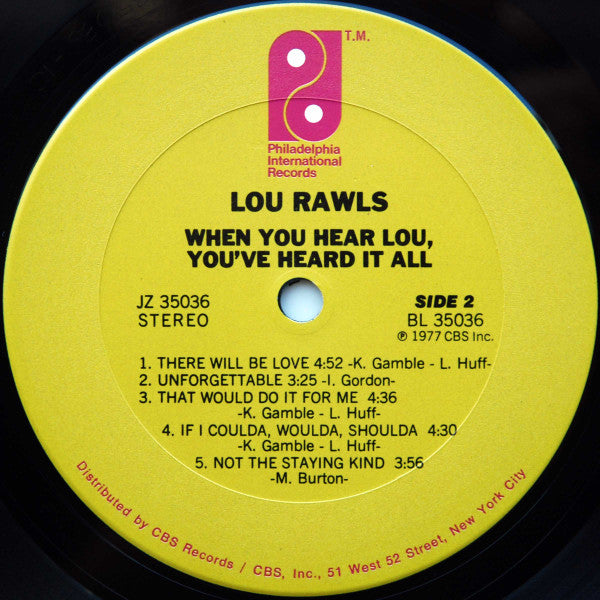 T.M.
Philadelphia
International
Records
LOU RAWLS
WHEN YOU HEAR LOU,
YOU'VE HEARD IT ALL
JZ 35036
STEREO
SIDE 2
BL 35036
℗ 1977 CBS Inc.
1. THERE WILL BE LOVE 4:52 -K. Gamble - L. Huff-
2. UNFORGETTABLE 3:25 -I. Gordon-
3. THAT WOULD DO IT FOR ME 4:36
-K. Gamble - L. Huff-
4. IF I COULDA, WOULDA, SHOULDA 4:30
-K. Gamble - L. Huff-
5. NOT THE STAYING KIND 3:56
-M. Burton-
Distributed by CBS Records / CBS, Inc., 51 West 52 Street, New York City